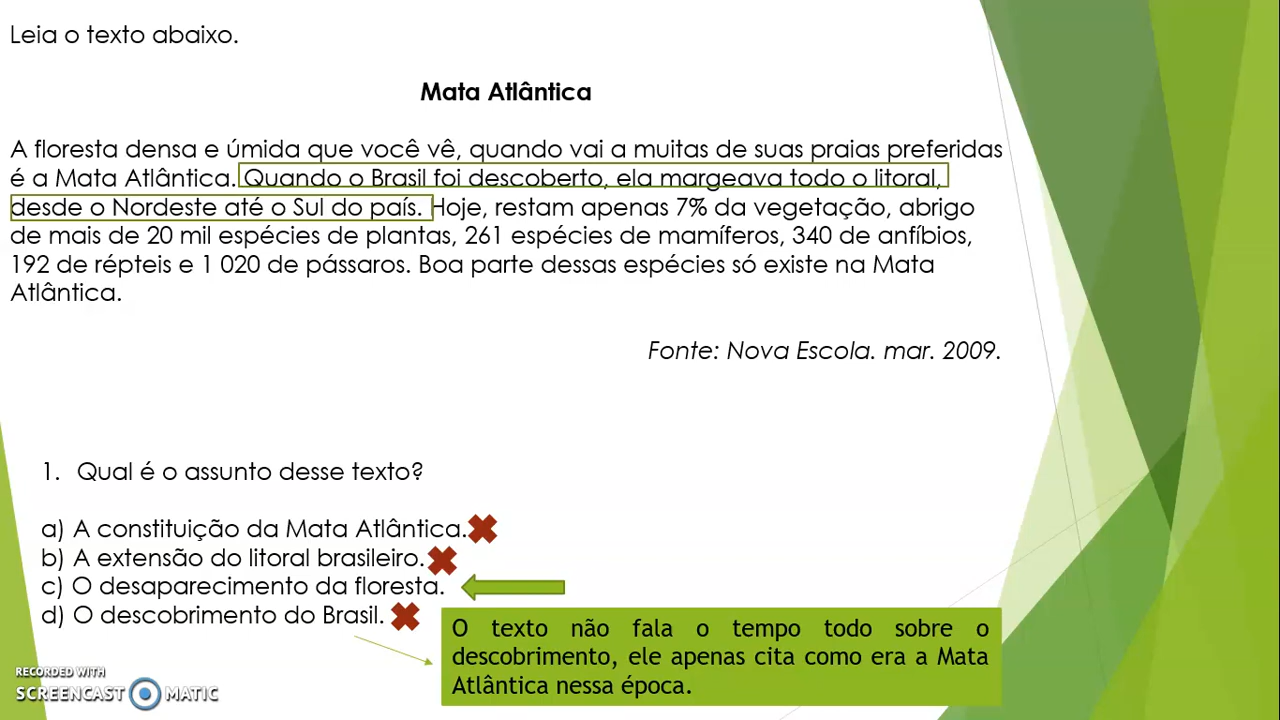 Leia o texto abaixo.
Mata Atlântica
A floresta densa e úmida que você vê, quando vai a muitas de suas praias preferidas
é a Mata Atlântica. Quando o Brasil foi descoberto, ela margeava todo o litoral,
desde o Nordeste até o Sul do país. Hoje, restam apenas 7% da vegetação, abrigo
de mais de 20 mil espécies de plantas, 261 espécies de mamíferos, 340 de anfíbios,
192 de répteis e 1 020 de pássaros. Boa parte dessas espécies só existe na Mata
Atlântica.
Fonte: Nova Escola. mar. 2009.
1. Qual é o assunto desse texto?
a) A constituição da Mata Atlântica.
b) A extensão do litoral brasileiro.
c) O desaparecimento da floresta.
d) O descobrimento do Brasil.
O texto não fala o tempo todo sobre o
descobrimento, ele apenas cita como era a Mata
Atlântica nessa época.
RECORDED WITH
SCREENCAST MATIC